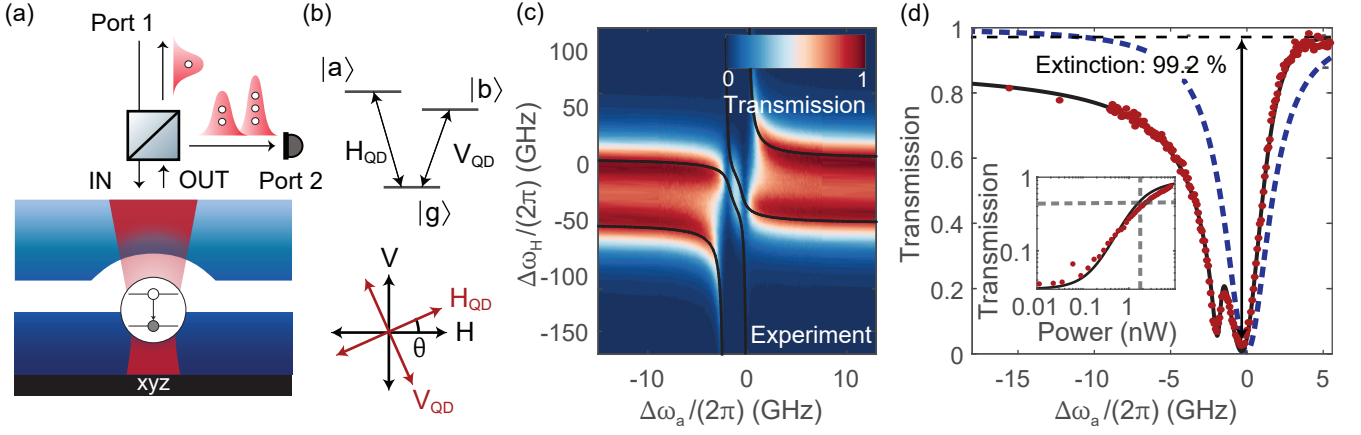 (a)
Port 1
IN
OUT
Port 2
xyz
(b)
|a⟩
|b⟩
H_QD
V_QD
|g⟩
V
H_QD
H
θ
V_QD
(c)
Δω_H/(2π) (GHz)
100
50
0
-50
-100
-150
0
1
Transmission
Experiment
-10
0
10
Δω_a/(2π) (GHz)
(d)
Transmission
1
0.8
0.6
0.4
0.2
0
Extinction: 99.2 %
Transmission
1
0.1
0.01
0.1
1
Power (nW)
-15
-10
-5
0
5
Δω_a/(2π) (GHz)